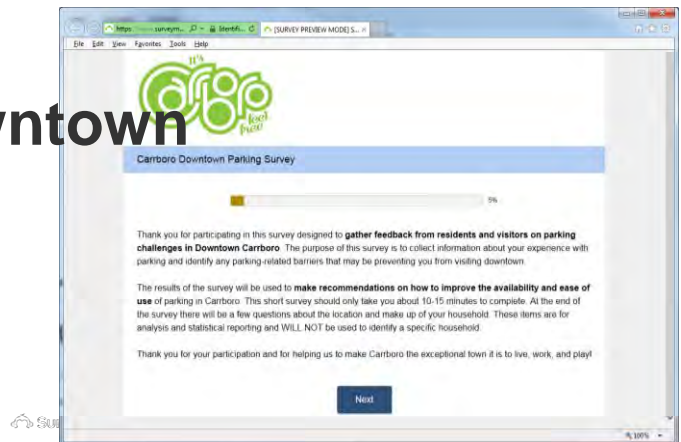 https surveym...
Identifi...
[SURVEY PREVIEW MODE] S...
File Edit View Favorites Tools Help
It's
Carrboro
feel
free!
wntown
Carrboro Downtown Parking Survey
5%
Thank you for participating in this survey designed to gather feedback from residents and visitors on parking
challenges in Downtown Carrboro. The purpose of this survey is to collect information about your experience with
parking and identify any parking-related barriers that may be preventing you from visiting downtown.
The results of the survey will be used to make recommendations on how to improve the availability and ease of
use of parking in Carrboro. This short survey should only take you about 10-15 minutes to complete. At the end of
the survey there will be a few questions about the location and make up of your household. These items are for
analysis and statistical reporting and WILL NOT be used to identify a specific household.
Thank you for your participation and for helping us to make Carrboro the exceptional town it is to live, work, and play!
Next
Su
100%